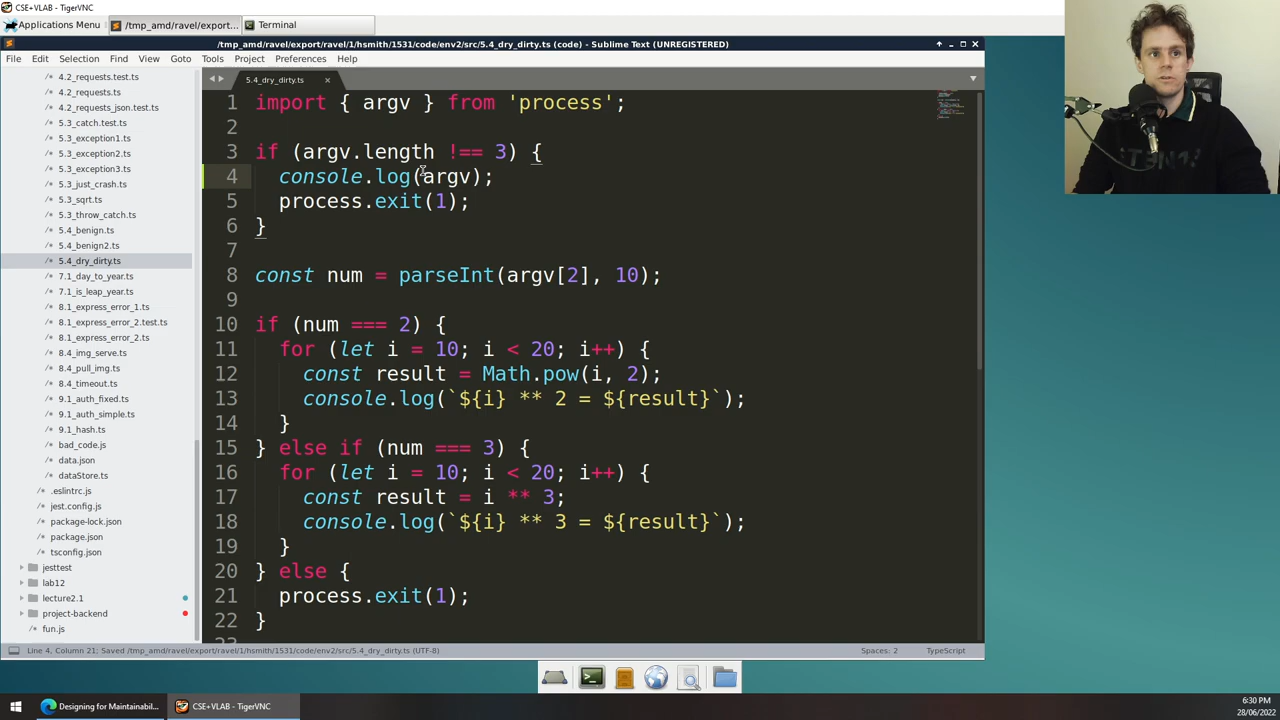 CSE+VLAB - TigerVNC
Applications Menu
/tmp_amd/ravel/export...
Terminal
/tmp_amd/ravel/export/ravel/1/hsmith/1531/code/env2/src/5.4_dry_dirty.ts (code) - Sublime Text (UNREGISTERED)
File Edit Selection Find View Goto Tools Project Preferences Help
4.2_requests.test.ts
4.2_requests.ts
4.2_requests_json.test.ts
5.3_catch.test.ts
5.3_exception1.ts
5.3_exception2.ts
5.3_exception3.ts
5.3_just_crash.ts
5.3_sqrt.ts
5.3_throw_catch.ts
5.4_benign.ts
5.4_benign2.ts
5.4_dry_dirty.ts
7.1_day_to_year.ts
7.1_is_leap_year.ts
8.1_express_error_1.ts
8.1_express_error_2.test.ts
8.1_express_error_2.ts
8.4_img_serve.ts
8.4_pull_img.ts
8.4_timeout.ts
9.1_auth_fixed.ts
9.1_auth_simple.ts
9.1_hash.ts
bad_code.js
data.json
dataStore.ts
.eslintrc.js
jest.config.js
package-lock.json
package.json
tsconfig.json
jesttest
lab12
lecture2.1
project-backend
fun.js
5.4_dry_dirty.ts
1 import { argv } from 'process';
2
3 if (argv.length !== 3) {
4 console.log(argv);
5 process.exit(1);
6 }
7
8 const num = parseInt(argv[2], 10);
9
10 if (num === 2) {
11 for (let i = 10; i < 20; i++) {
12 const result = Math.pow(i, 2);
13 console.log(`${i} ** 2 = ${result}`);
14 }
15 } else if (num === 3) {
16 for (let i = 10; i < 20; i++) {
17 const result = i ** 3;
18 console.log(`${i} ** 3 = ${result}`);
19 }
20 } else {
21 process.exit(1);
22 }
23
Line 4, Column 21; Saved /tmp_amd/ravel/export/ravel/1/hsmith/1531/code/env2/src/5.4_dry_dirty.ts (UTF-8)
Spaces: 2
TypeScript
Designing for Maintainabil...
CSE+VLAB - TigerVNC
6:30 PM
28/06/2022